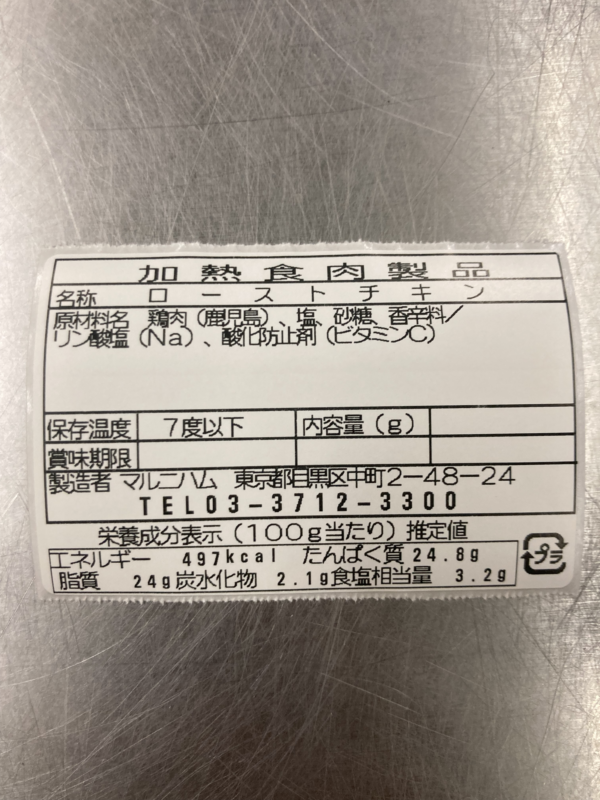 加熱食肉製品
名称 ローストチキン
原材料名 鶏肉（鹿児島）、塩、砂糖、香辛料／
リン酸塩（Na）、酸化防止剤（ビタミンC）
保存温度 7度以下 内容量（g）
賞味期限
製造者 マルニハム 東京都目黒区中町2-48-24
TEL03-3712-3300
栄養成分表示（100g当たり）推定値
エネルギー 497kcal たんぱく質 24.8g
脂質 24g 炭水化物 2.1g 食塩相当量 3.2g
プラ